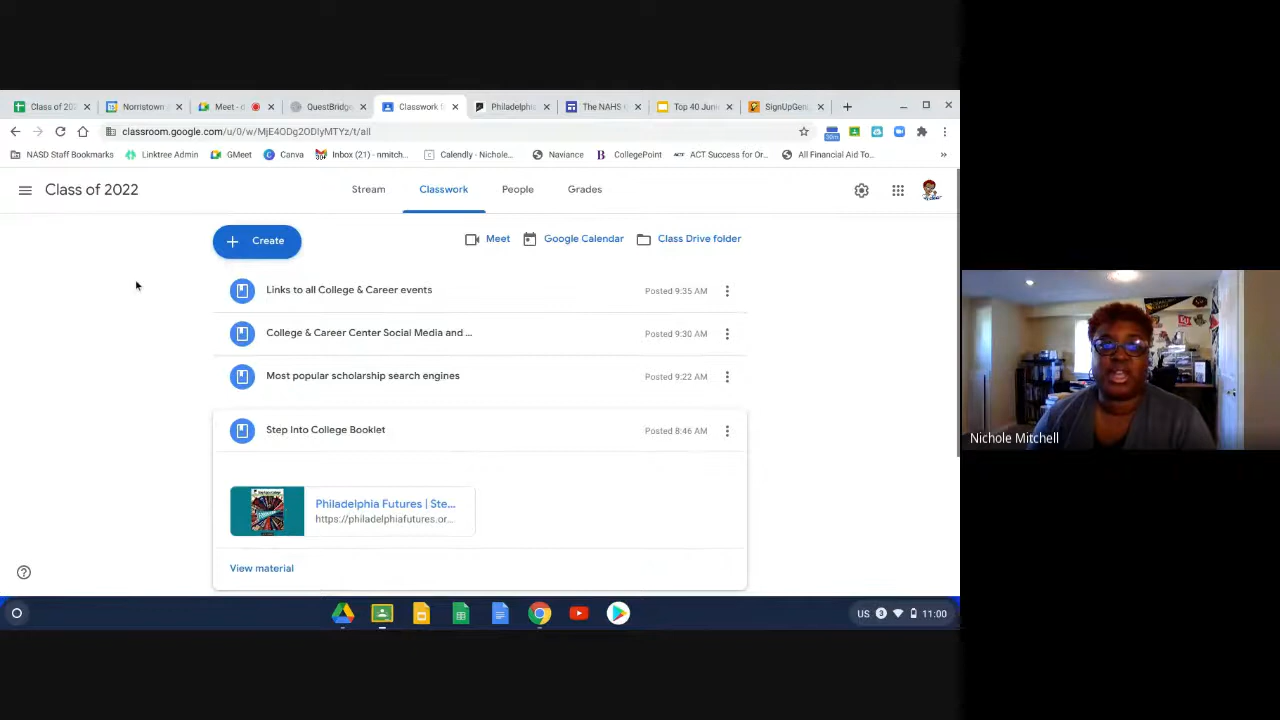 Class of 202
Norristown
Meet -
QuestBridge
Classwork
Philadelphi
The NAHS
Top 40 Juni
SignUpGeni
classroom.google.com/u/0/w/MjE4ODg2ODIyMTYz/t/all
NASD Staff Bookmarks
Linktree Admin
GMeet
Canva
Inbox (21) - nmitch...
Calendly - Nichole...
Naviance
CollegePoint
ACT Success for Or...
All Financial Aid To...
»
Class of 2022
Stream
Classwork
People
Grades
Create
Meet
Google Calendar
Class Drive folder
Links to all College & Career events
Posted 9:35 AM
College & Career Center Social Media and ...
Posted 9:30 AM
Most popular scholarship search engines
Posted 9:22 AM
Step Into College Booklet
Posted 8:46 AM
Philadelphia Futures | Ste...
https://philadelphiafutures.or...
View material
US
3
11:00
Nichole Mitchell